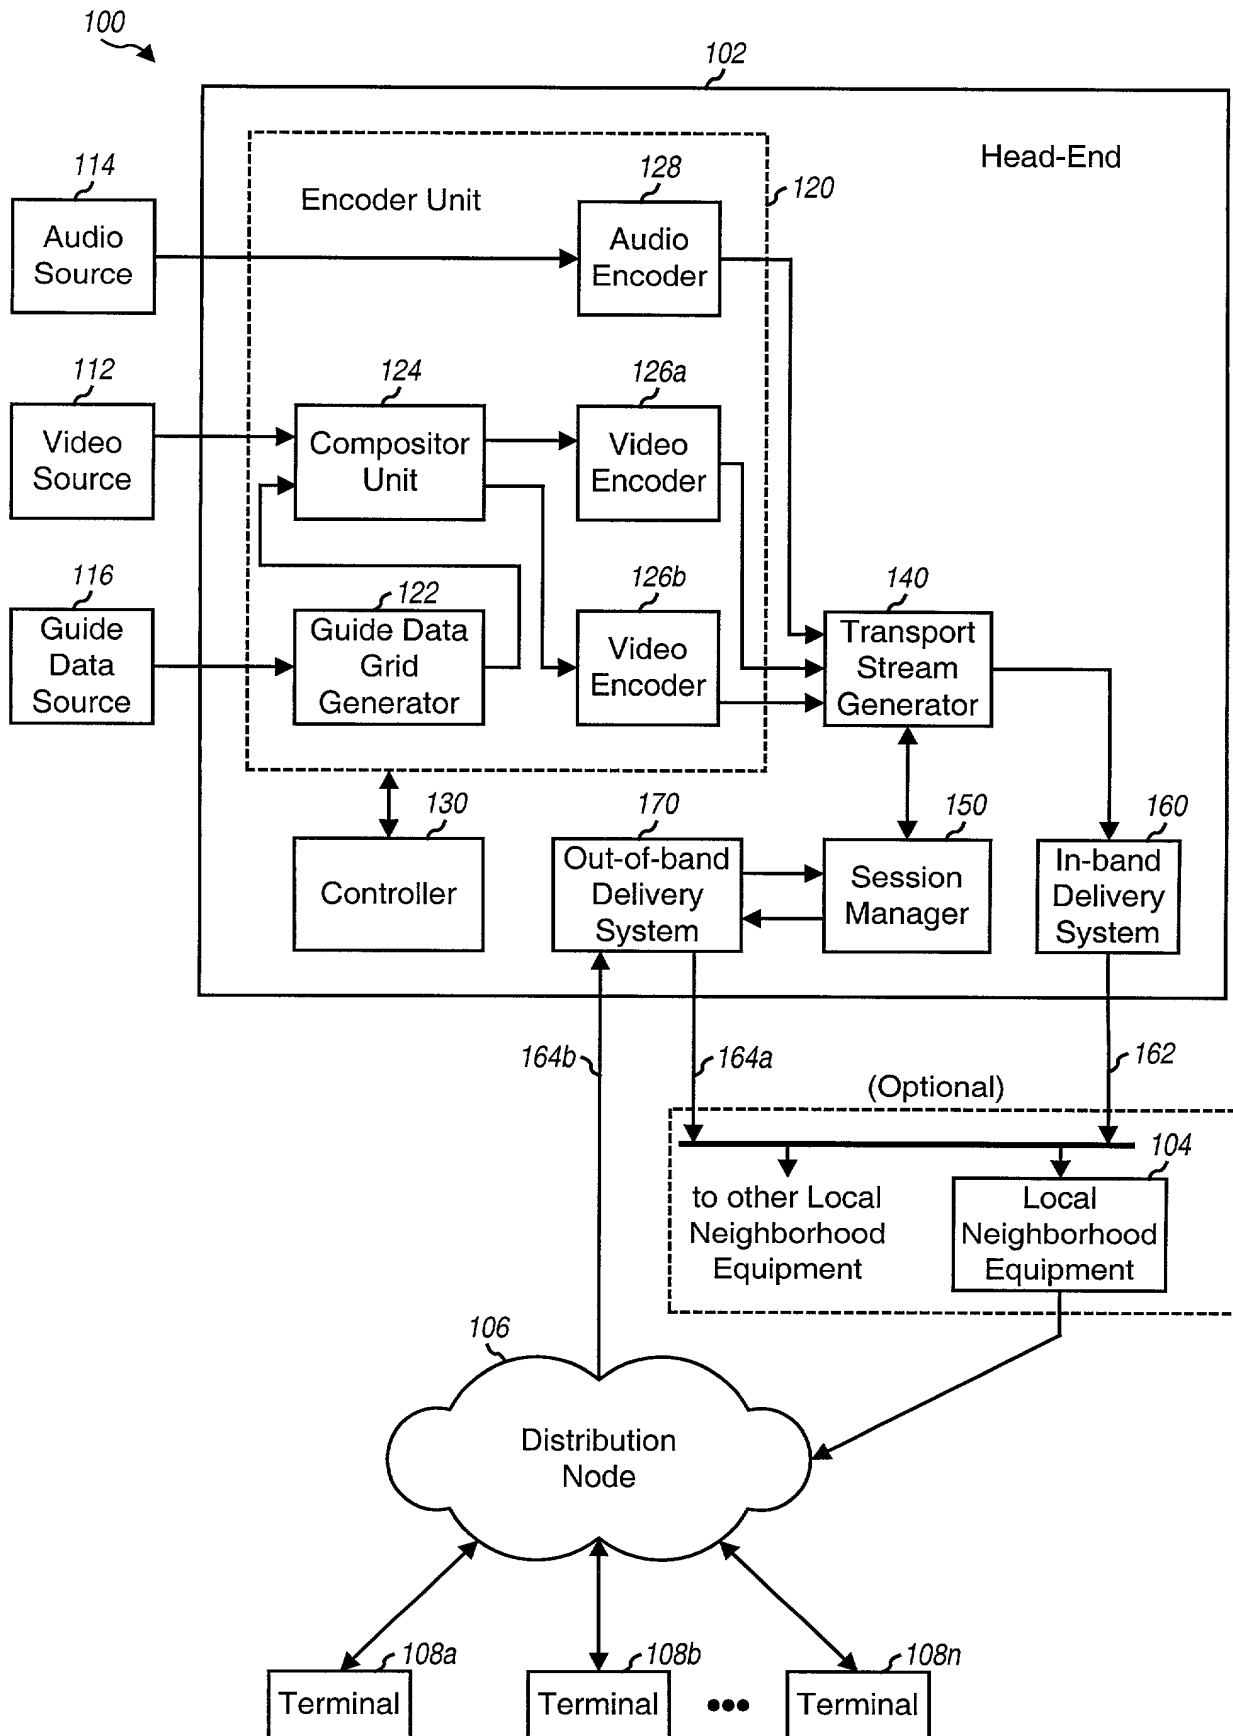 100
102
Head-End
114
Audio
Source
Encoder Unit
128
Audio
Encoder
120
112
Video
Source
124
Compositor
Unit
126a
Video
Encoder
116
Guide
Data
Source
122
Guide Data
Grid
Generator
126b
Video
Encoder
140
Transport
Stream
Generator
130
Controller
170
Out-of-band
Delivery
System
150
Session
Manager
160
In-band
Delivery
System
164b
164a
162
(Optional)
104
to other Local
Neighborhood
Equipment
Local
Neighborhood
Equipment
106
Distribution
Node
108a
Terminal
108b
Terminal
108n
Terminal